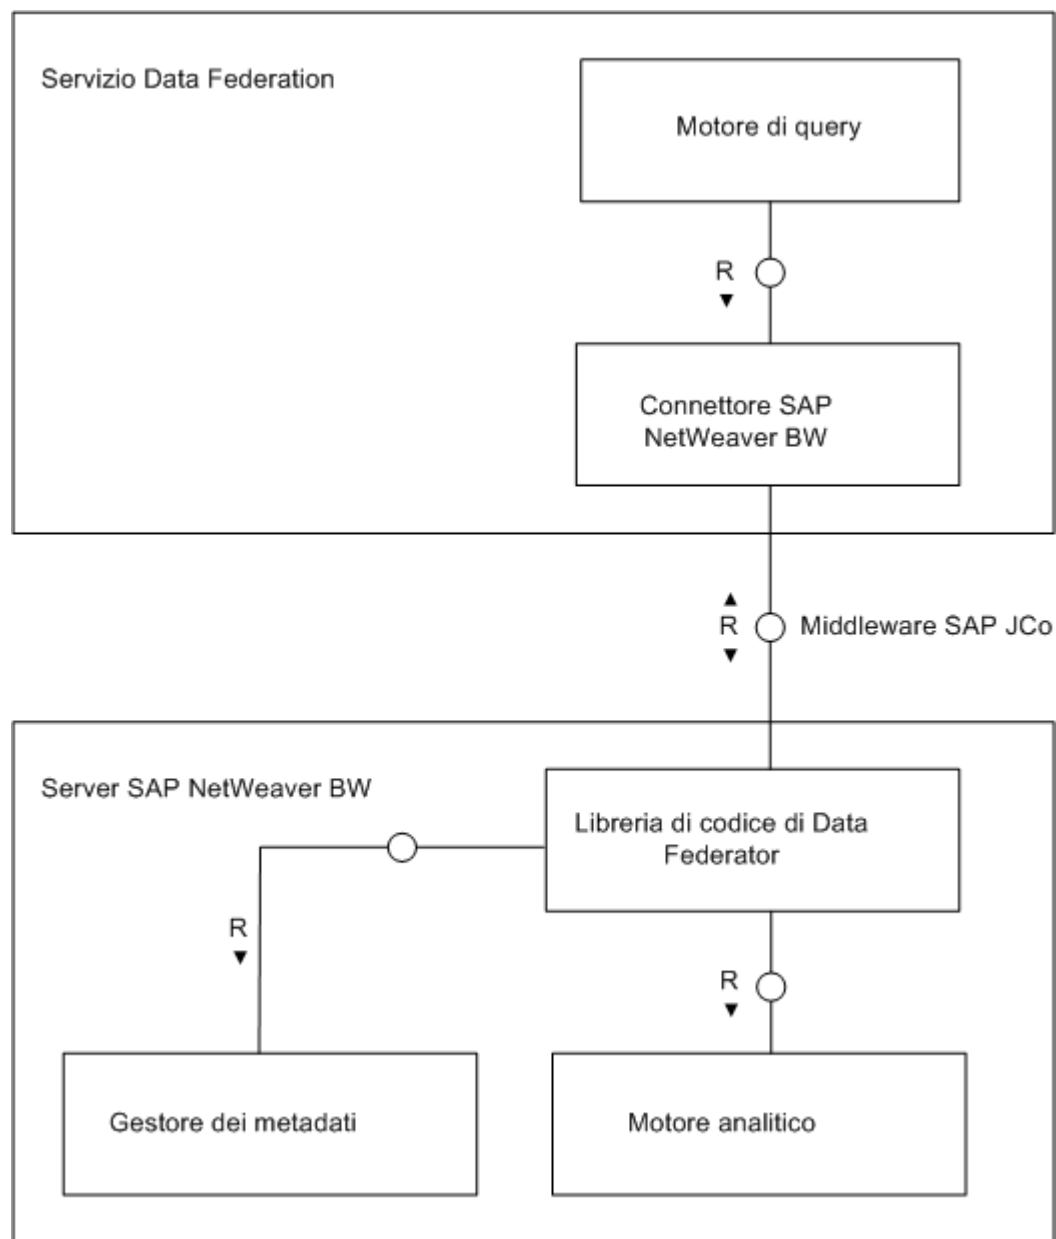 Servizio Data Federation
Motore di query
R
▼
Connettore SAP
NetWeaver BW
▲
R
▼
Middleware SAP JCo
Server SAP NetWeaver BW
Libreria di codice di Data
Federator
R
▼
R
▼
Gestore dei metadati
Motore analitico